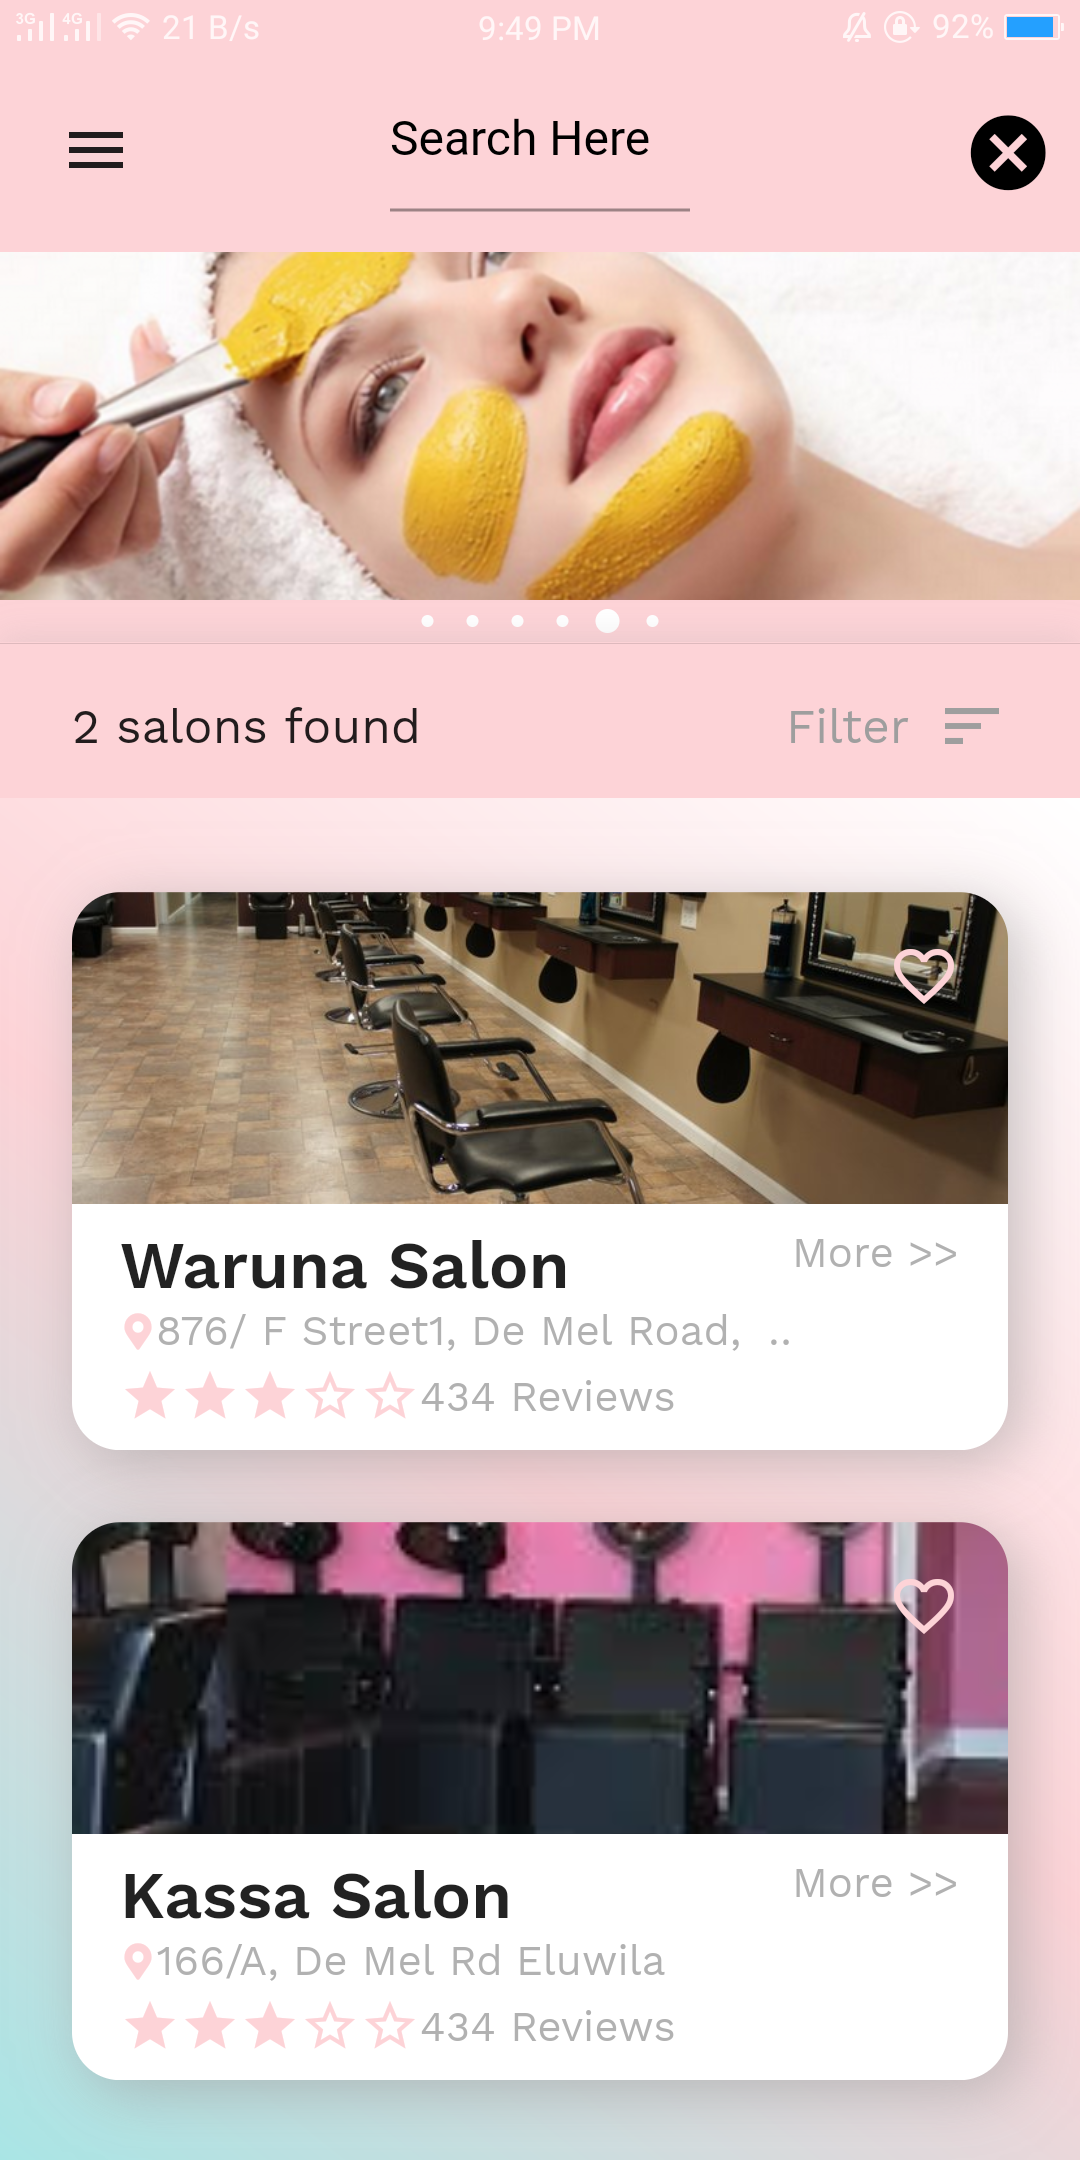 3G 4G 21 B/s 9:49 PM 92%
Search Here
2 salons found Filter
Waruna Salon More >>
876/ F Street1, De Mel Road, ..
434 Reviews
Kassa Salon More >>
166/A, De Mel Rd Eluwila
434 Reviews